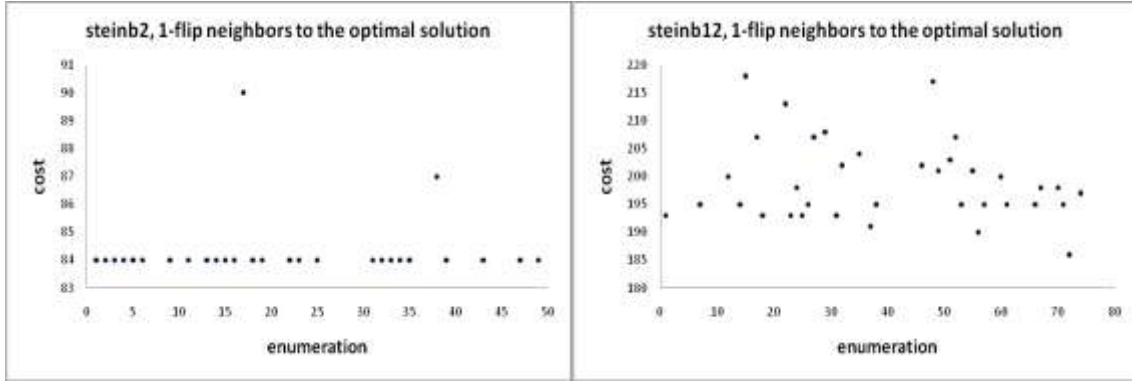 steinb2, 1-flip neighbors to the optimal solution
91
90
89
88
87
86
85
84
83
cost
0 5 10 15 20 25 30 35 40 45 50
enumeration
steinb12, 1-flip neighbors to the optimal solution
220
215
210
205
200
195
190
185
180
cost
0 10 20 30 40 50 60 70 80
enumeration